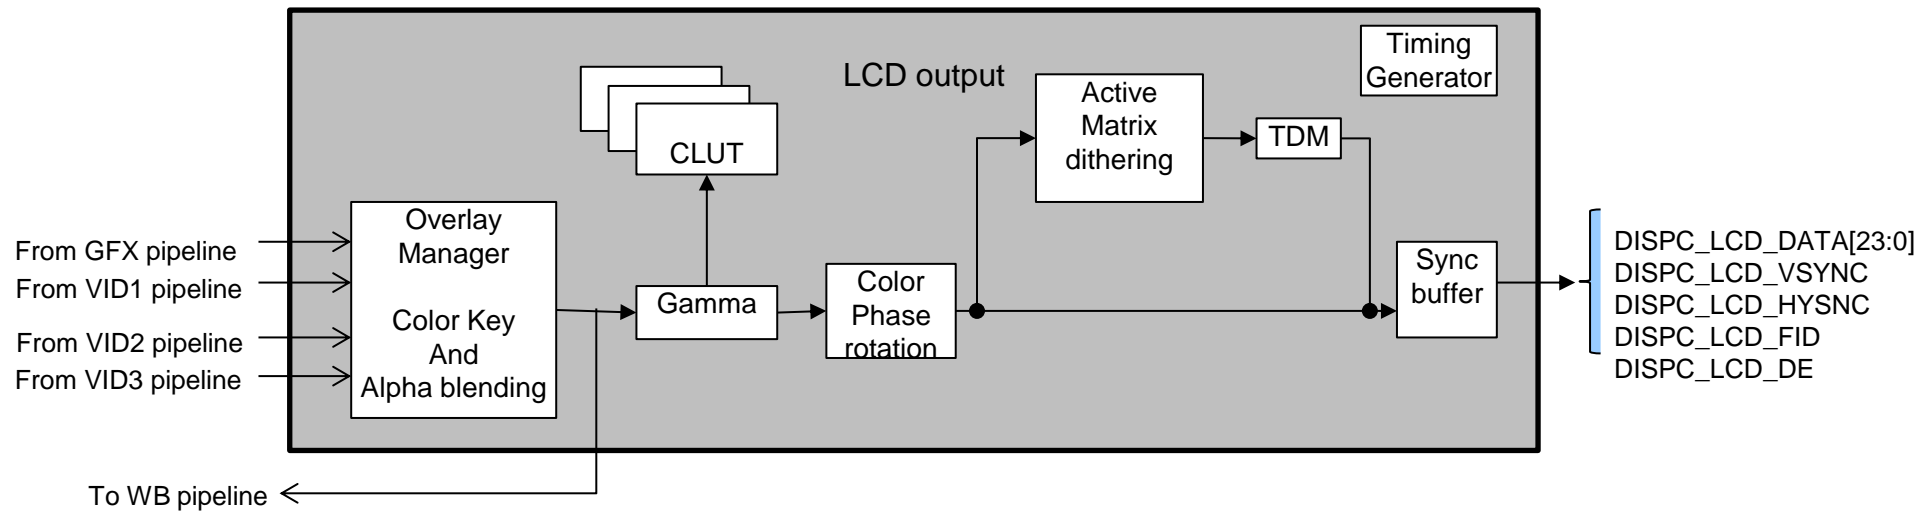 LCD output
Timing
Generator
Active
Matrix
dithering
TDM
CLUT
Overlay
Manager
Color Key
And
Alpha blending
From GFX pipeline
From VID1 pipeline
From VID2 pipeline
From VID3 pipeline
Gamma
Color
Phase
rotation
Sync
buffer
DISPC_LCD_DATA[23:0]
DISPC_LCD_VSYNC
DISPC_LCD_HYSNC
DISPC_LCD_FID
DISPC_LCD_DE
To WB pipeline